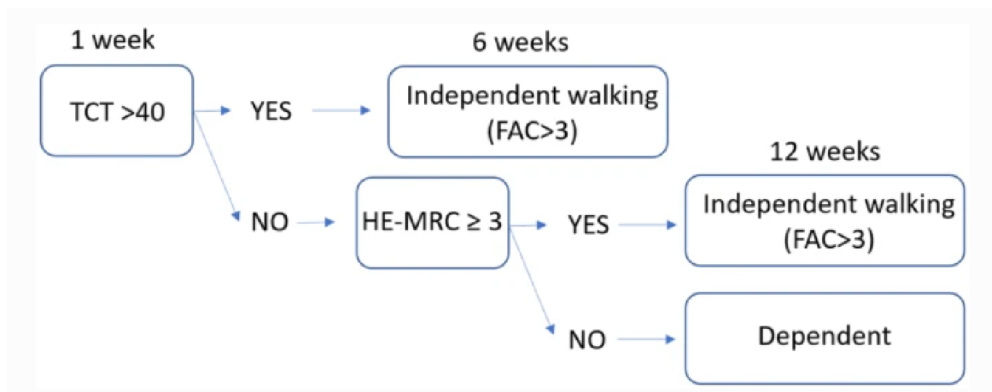 1 week
6 weeks
TCT >40
YES
Independent walking
(FAC>3)
12 weeks
NO
HE-MRC ≥ 3
YES
Independent walking
(FAC>3)
NO
Dependent